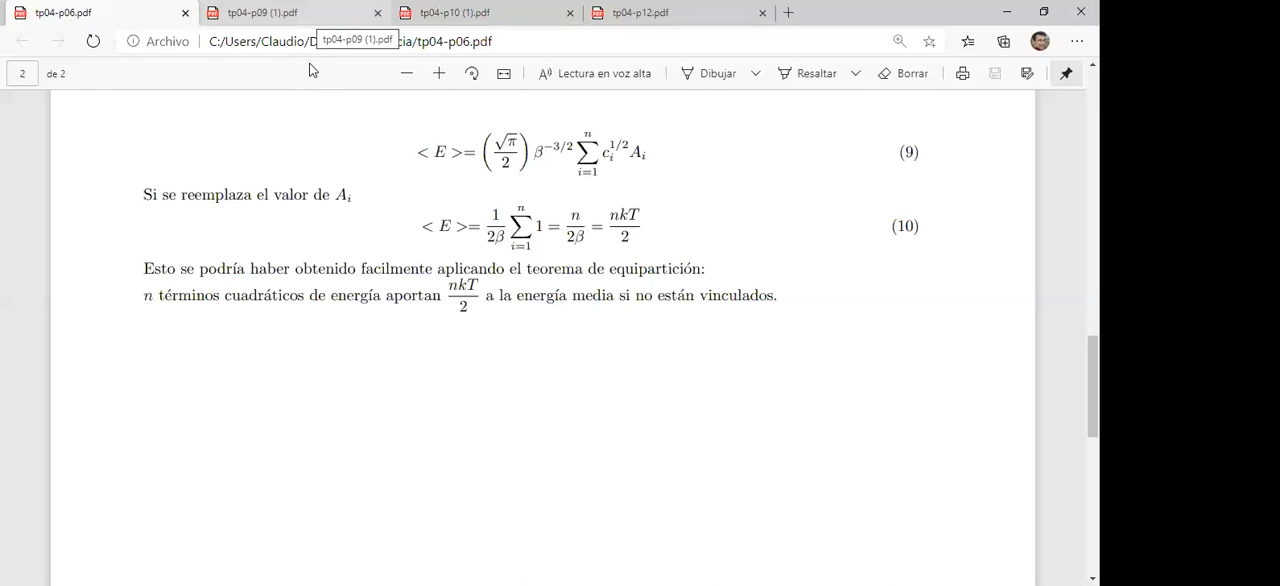 tp04-p06.pdf
tp04-p09 (1).pdf
tp04-p10 (1).pdf
tp04-p12.pdf
Archivo
C:/Users/Claudio/D
cia/tp04-p06.pdf
tp04-p09 (1).pdf
2 de 2
Lectura en voz alta
Dibujar
Resaltar
Borrar
< E >= (√π/2) β^{-3/2} ∑_{i=1}^{n} c_i^{1/2} A_i (9)
Si se reemplaza el valor de A_i
< E >= 1/2β ∑_{i=1}^{n} 1 = n/2β = nkT/2 (10)
Esto se podría haber obtenido facilmente aplicando el teorema de equipartición:
n términos cuadráticos de energía aportan nkT/2 a la energía media si no están vinculados.